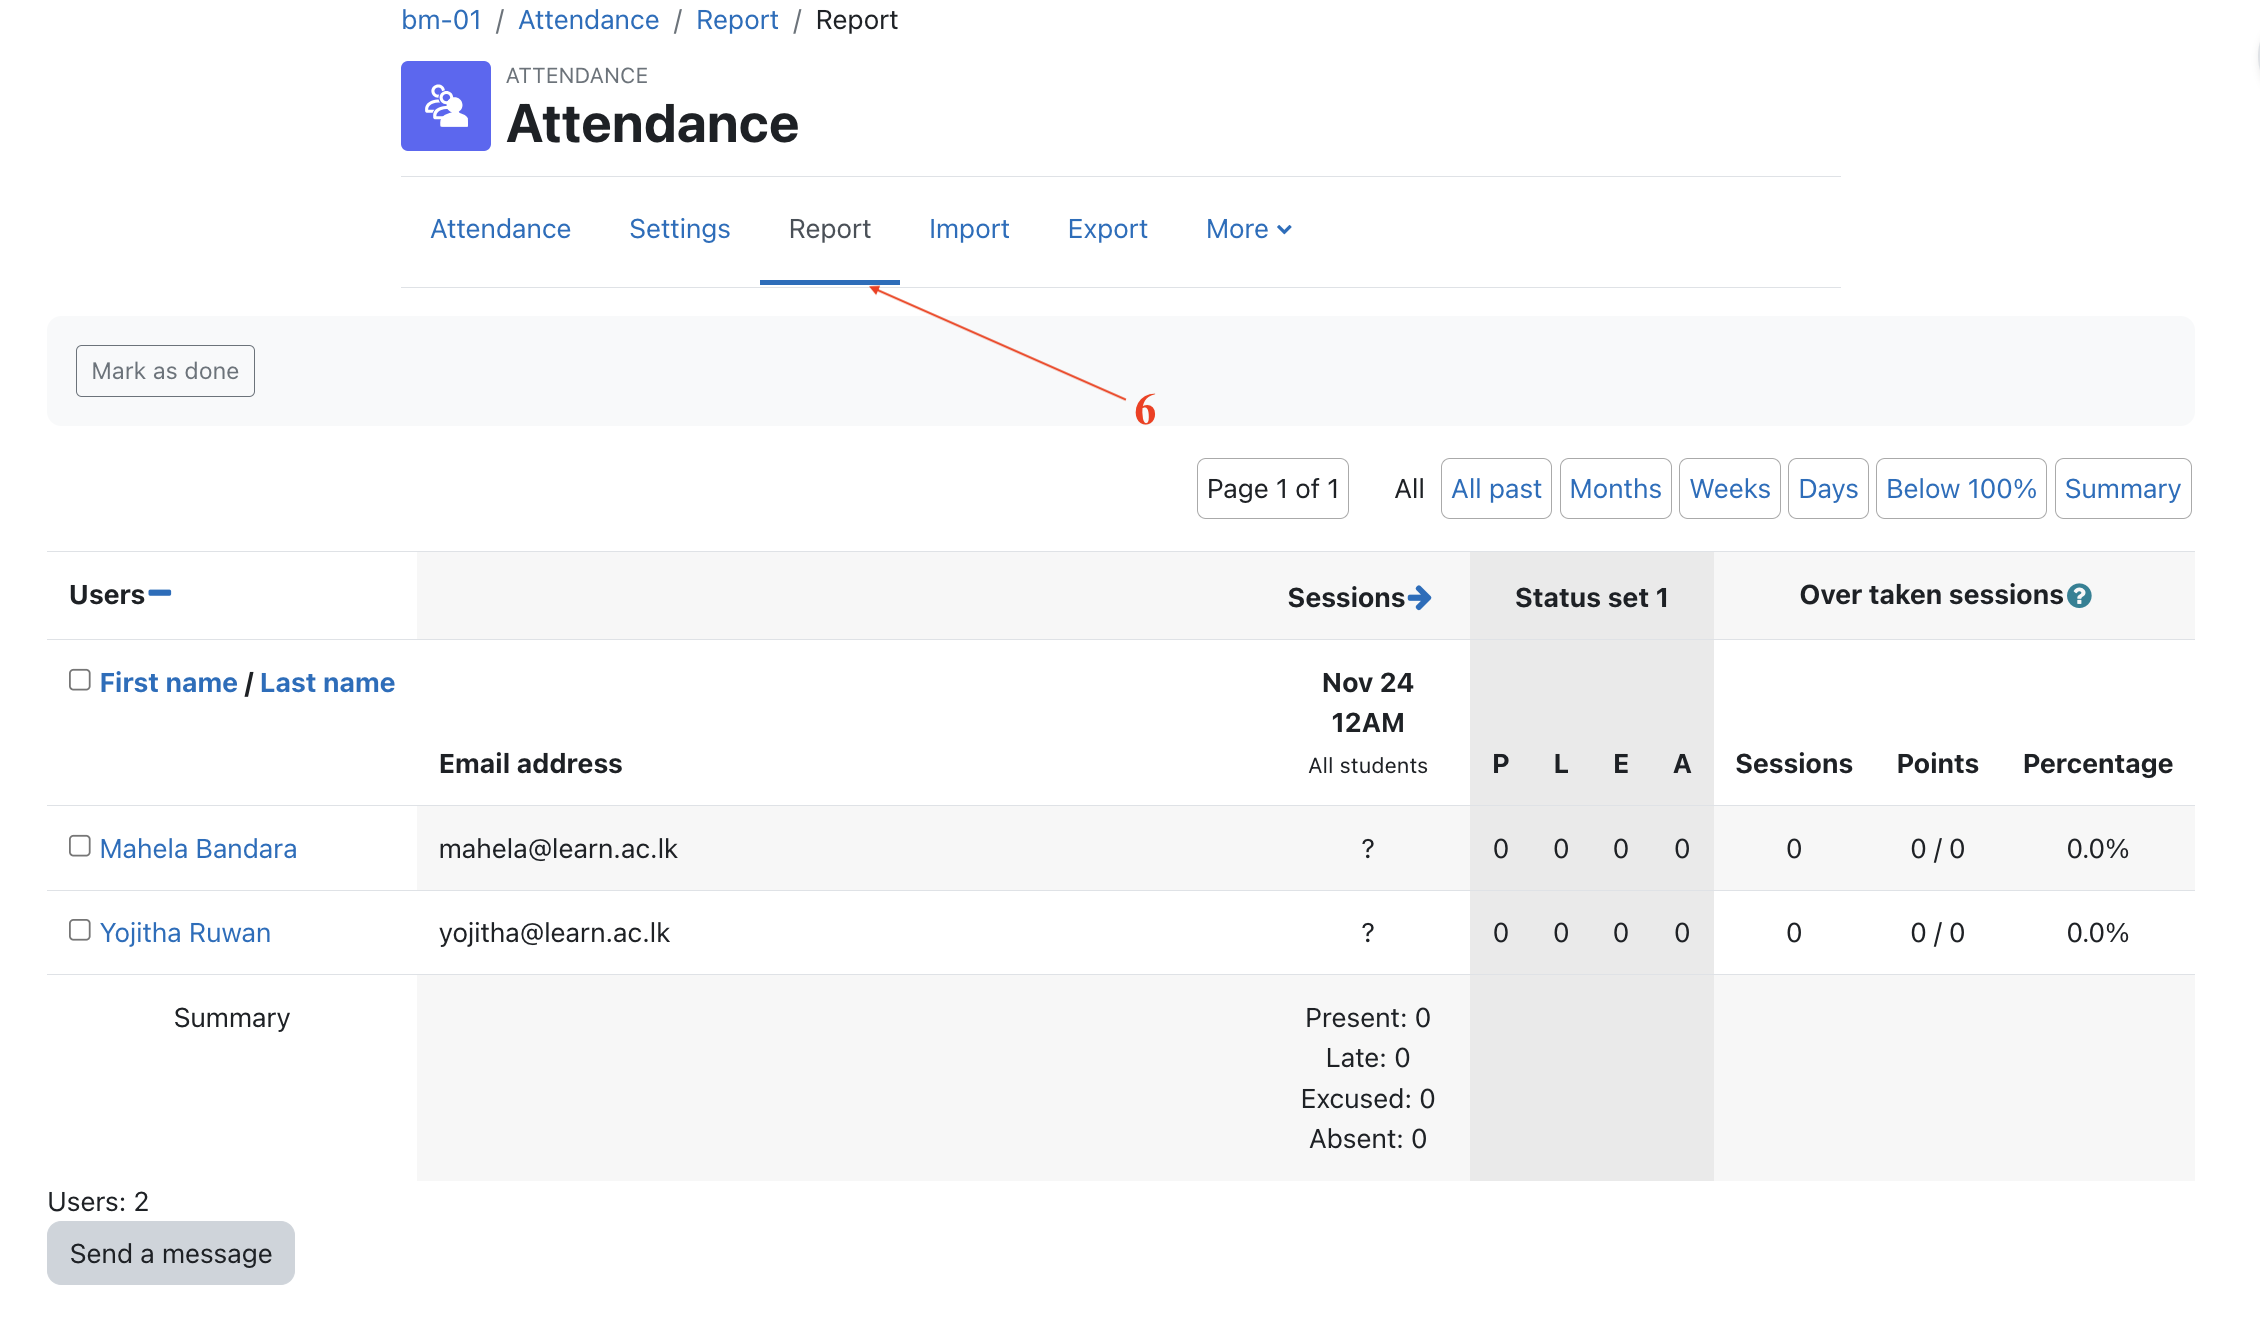 bm-01 / Attendance / Report / Report
ATTENDANCE
Attendance
Attendance Settings Report Import Export More
Mark as done
6
Page 1 of 1 All All past Months Weeks Days Below 100% Summary
Users Sessions Status set 1 Over taken sessions ?
First name / Last name Nov 24
12AM
Email address All students P L E A Sessions Points Percentage
Mahela Bandara mahela@learn.ac.lk ? 0 0 0 0 0 0 / 0 0.0%
Yojitha Ruwan yojitha@learn.ac.lk ? 0 0 0 0 0 0 / 0 0.0%
Summary Present: 0
Late: 0
Excused: 0
Absent: 0
Users: 2
Send a message